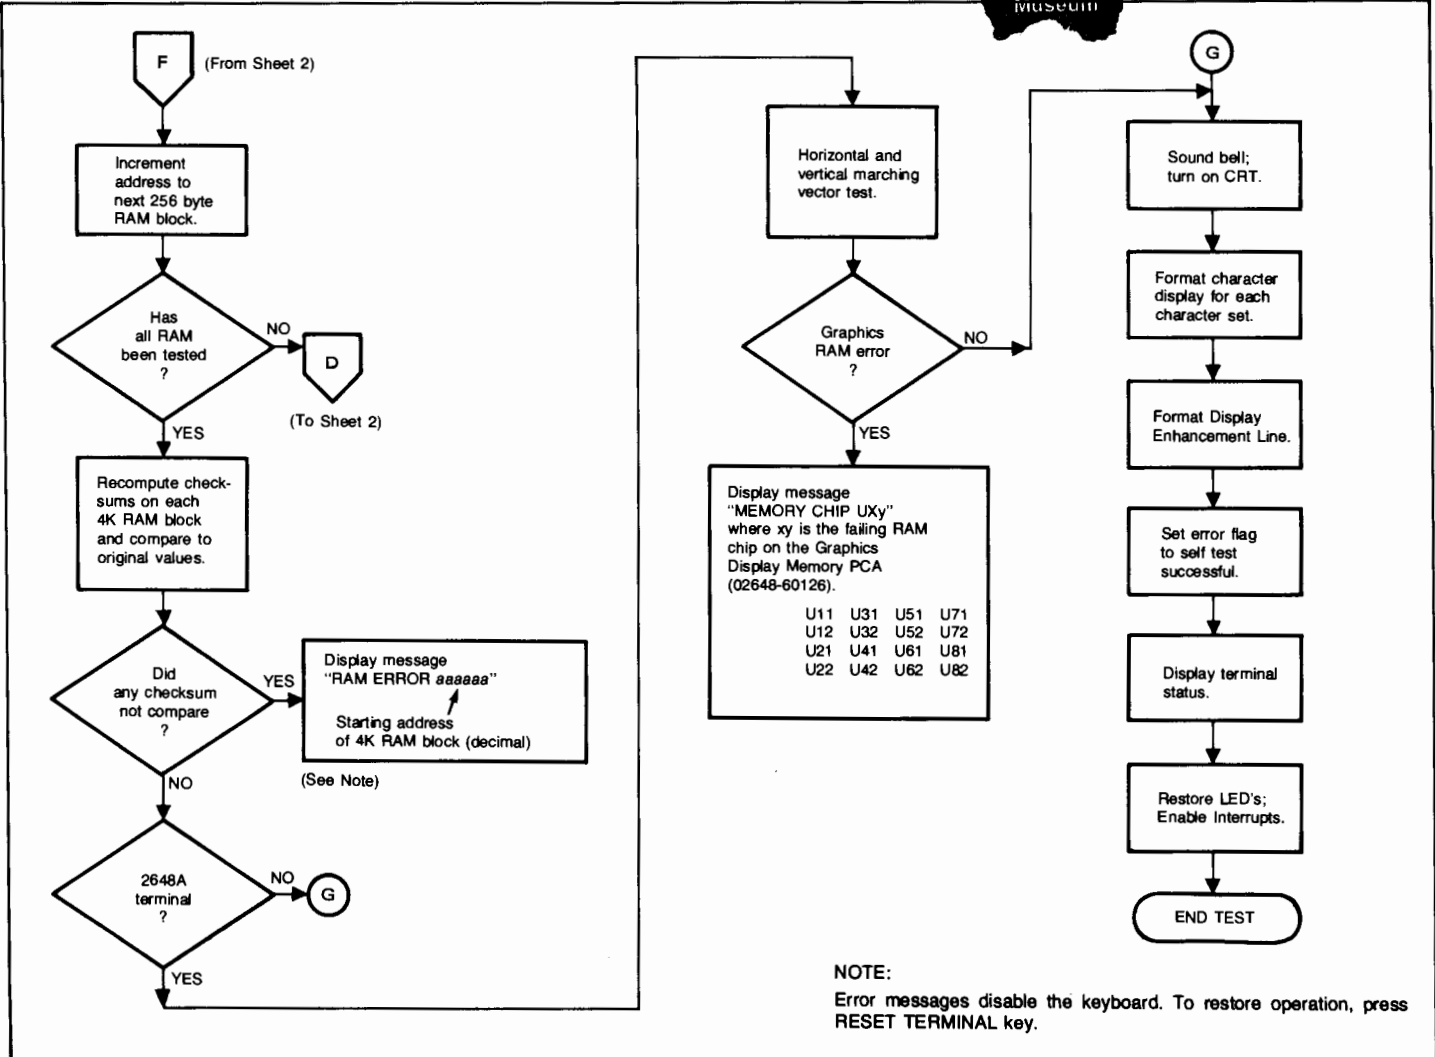 Museum
F
(From Sheet 2)
Increment
address to
next 256 byte
RAM block.
Has
all RAM
been tested
?
NO
D
(To Sheet 2)
YES
Recompute check-
sums on each
4K RAM block
and compare to
original values.
Did
any checksum
not compare
?
YES
Display message
"RAM ERROR aaaaaa"
Starting address
of 4K RAM block (decimal)
(See Note)
NO
2648A
terminal
?
NO
G
YES
Horizontal and
vertical marching
vector test.
Graphics
RAM error
?
NO
YES
Display message
"MEMORY CHIP UXy"
where xy is the failing RAM
chip on the Graphics
Display Memory PCA
(02648-60126).
U11 U31 U51 U71
U12 U32 U52 U72
U21 U41 U61 U81
U22 U42 U62 U82
G
Sound bell;
turn on CRT.
Format character
display for each
character set.
Format Display
Enhancement Line.
Set error flag
to self test
successful.
Display terminal
status.
Restore LED's;
Enable Interrupts.
END TEST
NOTE:
Error messages disable the keyboard. To restore operation, press
RESET TERMINAL key.